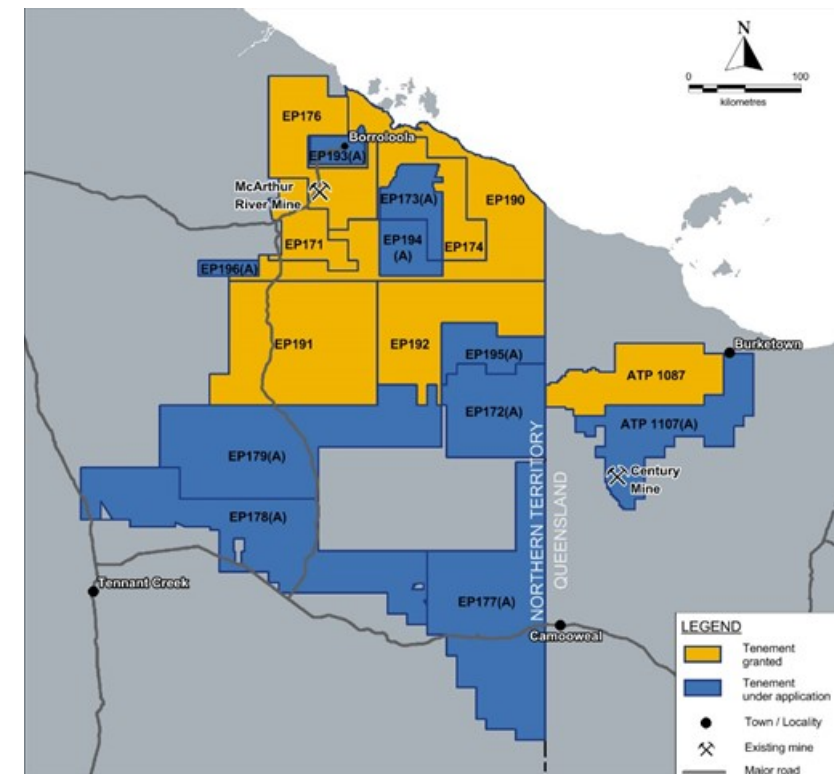 N
0
100
kilometres
EP176
Borroloola
EP193(A)
McArthur
River Mine
EP173(A)
EP190
EP194
(A)
EP174
EP171
EP196(A)
EP191
EP192
EP195(A)
Burketown
ATP 1087
EP172(A)
ATP 1107(A)
EP179(A)
Century
Mine
NORTHERN TERRITORY
QUEENSLAND
EP178(A)
Tennant Creek
EP177(A)
Camooweal
LEGEND
Tenement
granted
Tenement
under application
Town / Locality
Existing mine
Major road